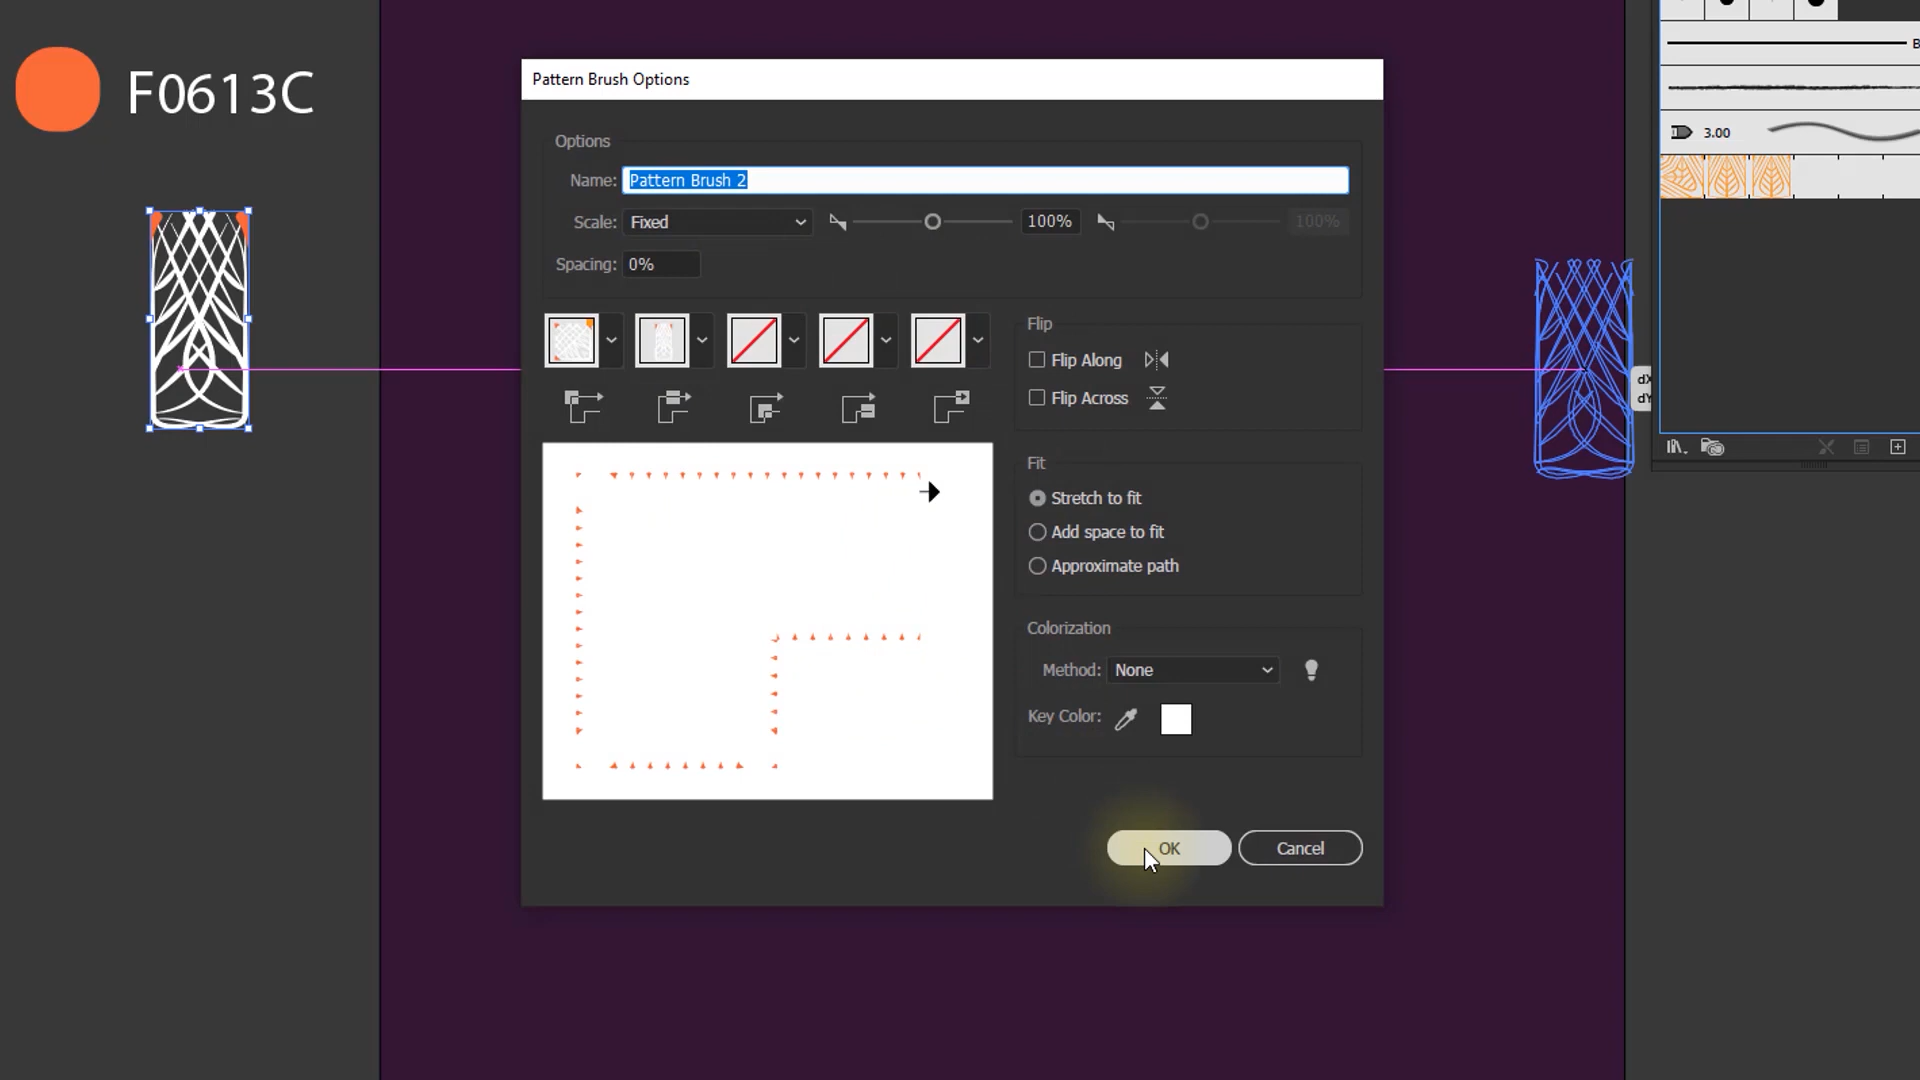 F0613C
Pattern Brush Options
Options
Name: Pattern Brush 2
Scale: Fixed 100% 100%
Spacing: 0%
Flip
Flip Along
Flip Across
Fit
Stretch to fit
Add space to fit
Approximate path
Colorization
Method: None
Key Color:
OK Cancel
B
3.00
dX
dY